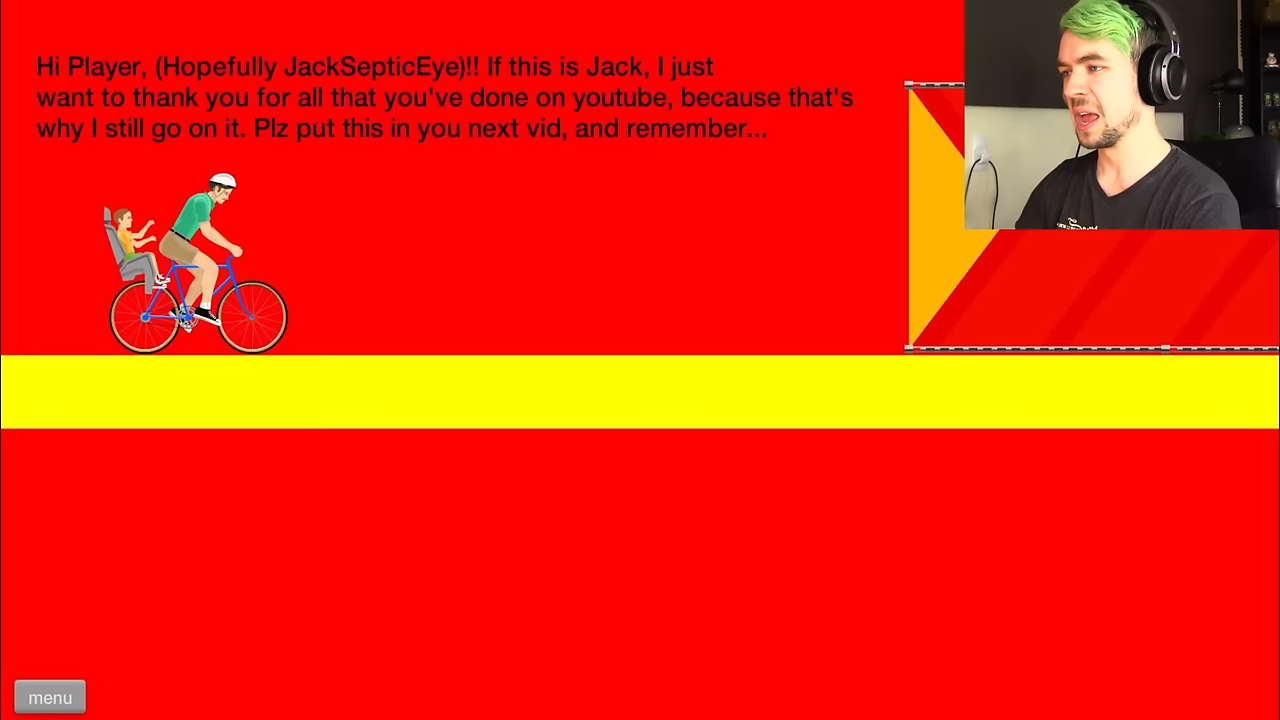 Hi Player, (Hopefully JackSepticEye)!! If this is Jack, I just
want to thank you for all that you've done on youtube, because that's
why I still go on it. Plz put this in you next vid, and remember...
menu